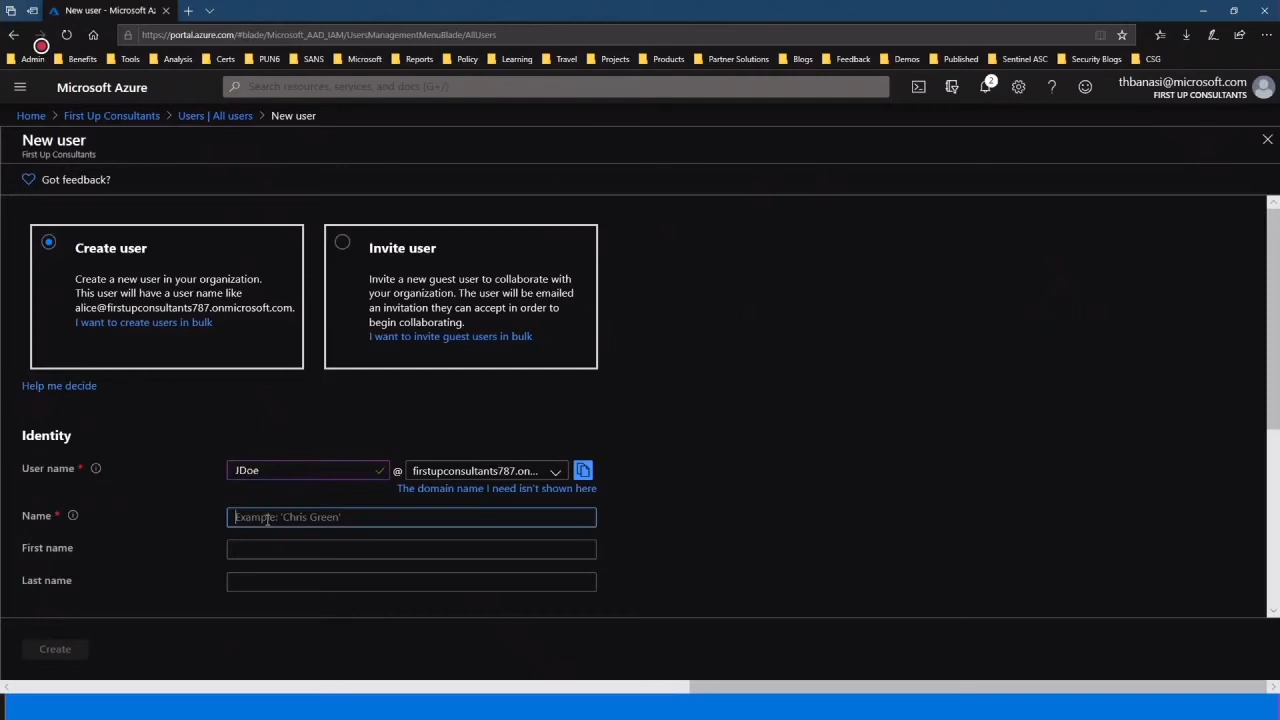 New user - Microsoft Az
https://portal.azure.com/#blade/Microsoft_AAD_IAM/UsersManagementMenuBlade/AllUsers
Admin Benefits Tools Analysis Certs PUN6 SANS Microsoft Reports Policy Learning Travel Projects Products Partner Solutions Blogs Feedback Demos Published Sentinel ASC Security Blogs CSG
Microsoft Azure
Search resources, services, and docs (G+/)
2
thbanasi@microsoft.com
FIRST UP CONSULTANTS
Home > First Up Consultants > Users | All users > New user
New user
First Up Consultants
Got feedback?
Create user
Create a new user in your organization.
This user will have a user name like
alice@firstupconsultants787.onmicrosoft.com.
I want to create users in bulk
Invite user
Invite a new guest user to collaborate with
your organization. The user will be emailed
an invitation they can accept in order to
begin collaborating.
I want to invite guest users in bulk
Help me decide
Identity
User name *
JDoe @ firstupconsultants787.on...
The domain name I need isn't shown here
Name *
Example: 'Chris Green'
First name
Last name
Create